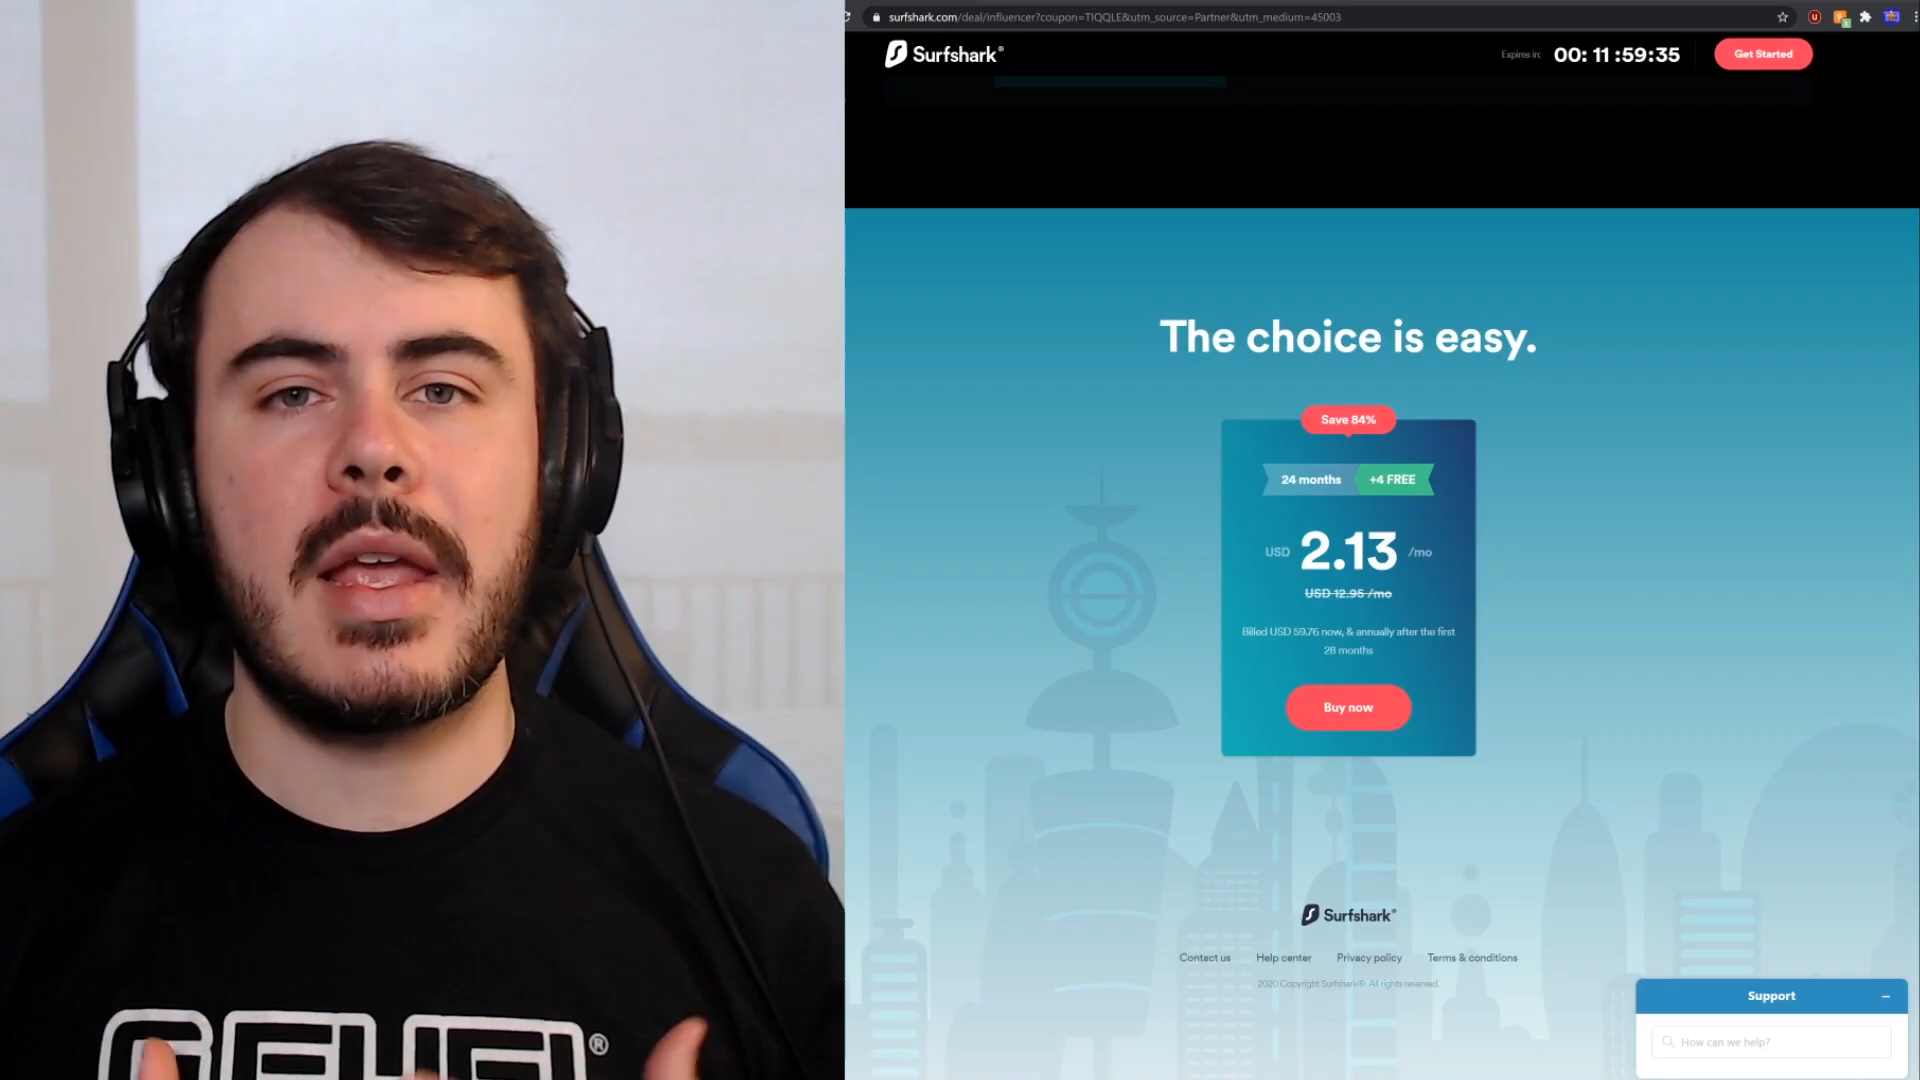 surfshark.com/deal/influencer?coupon=TIQQLE&utm_source=Partner&utm_medium=45003
Surfshark®
Expires in:
00: 11 :59:35
Get Started
The choice is easy.
Save 84%
24 months
+4 FREE
USD 2.13 /mo
USD 12.95 /mo
Billed USD 59.76 now, & annually after the first
28 months
Buy now
Surfshark®
Contact us
Help center
Privacy policy
Terms & conditions
2020 Copyright Surfshark®. All rights reserved.
Support
How can we help?
®